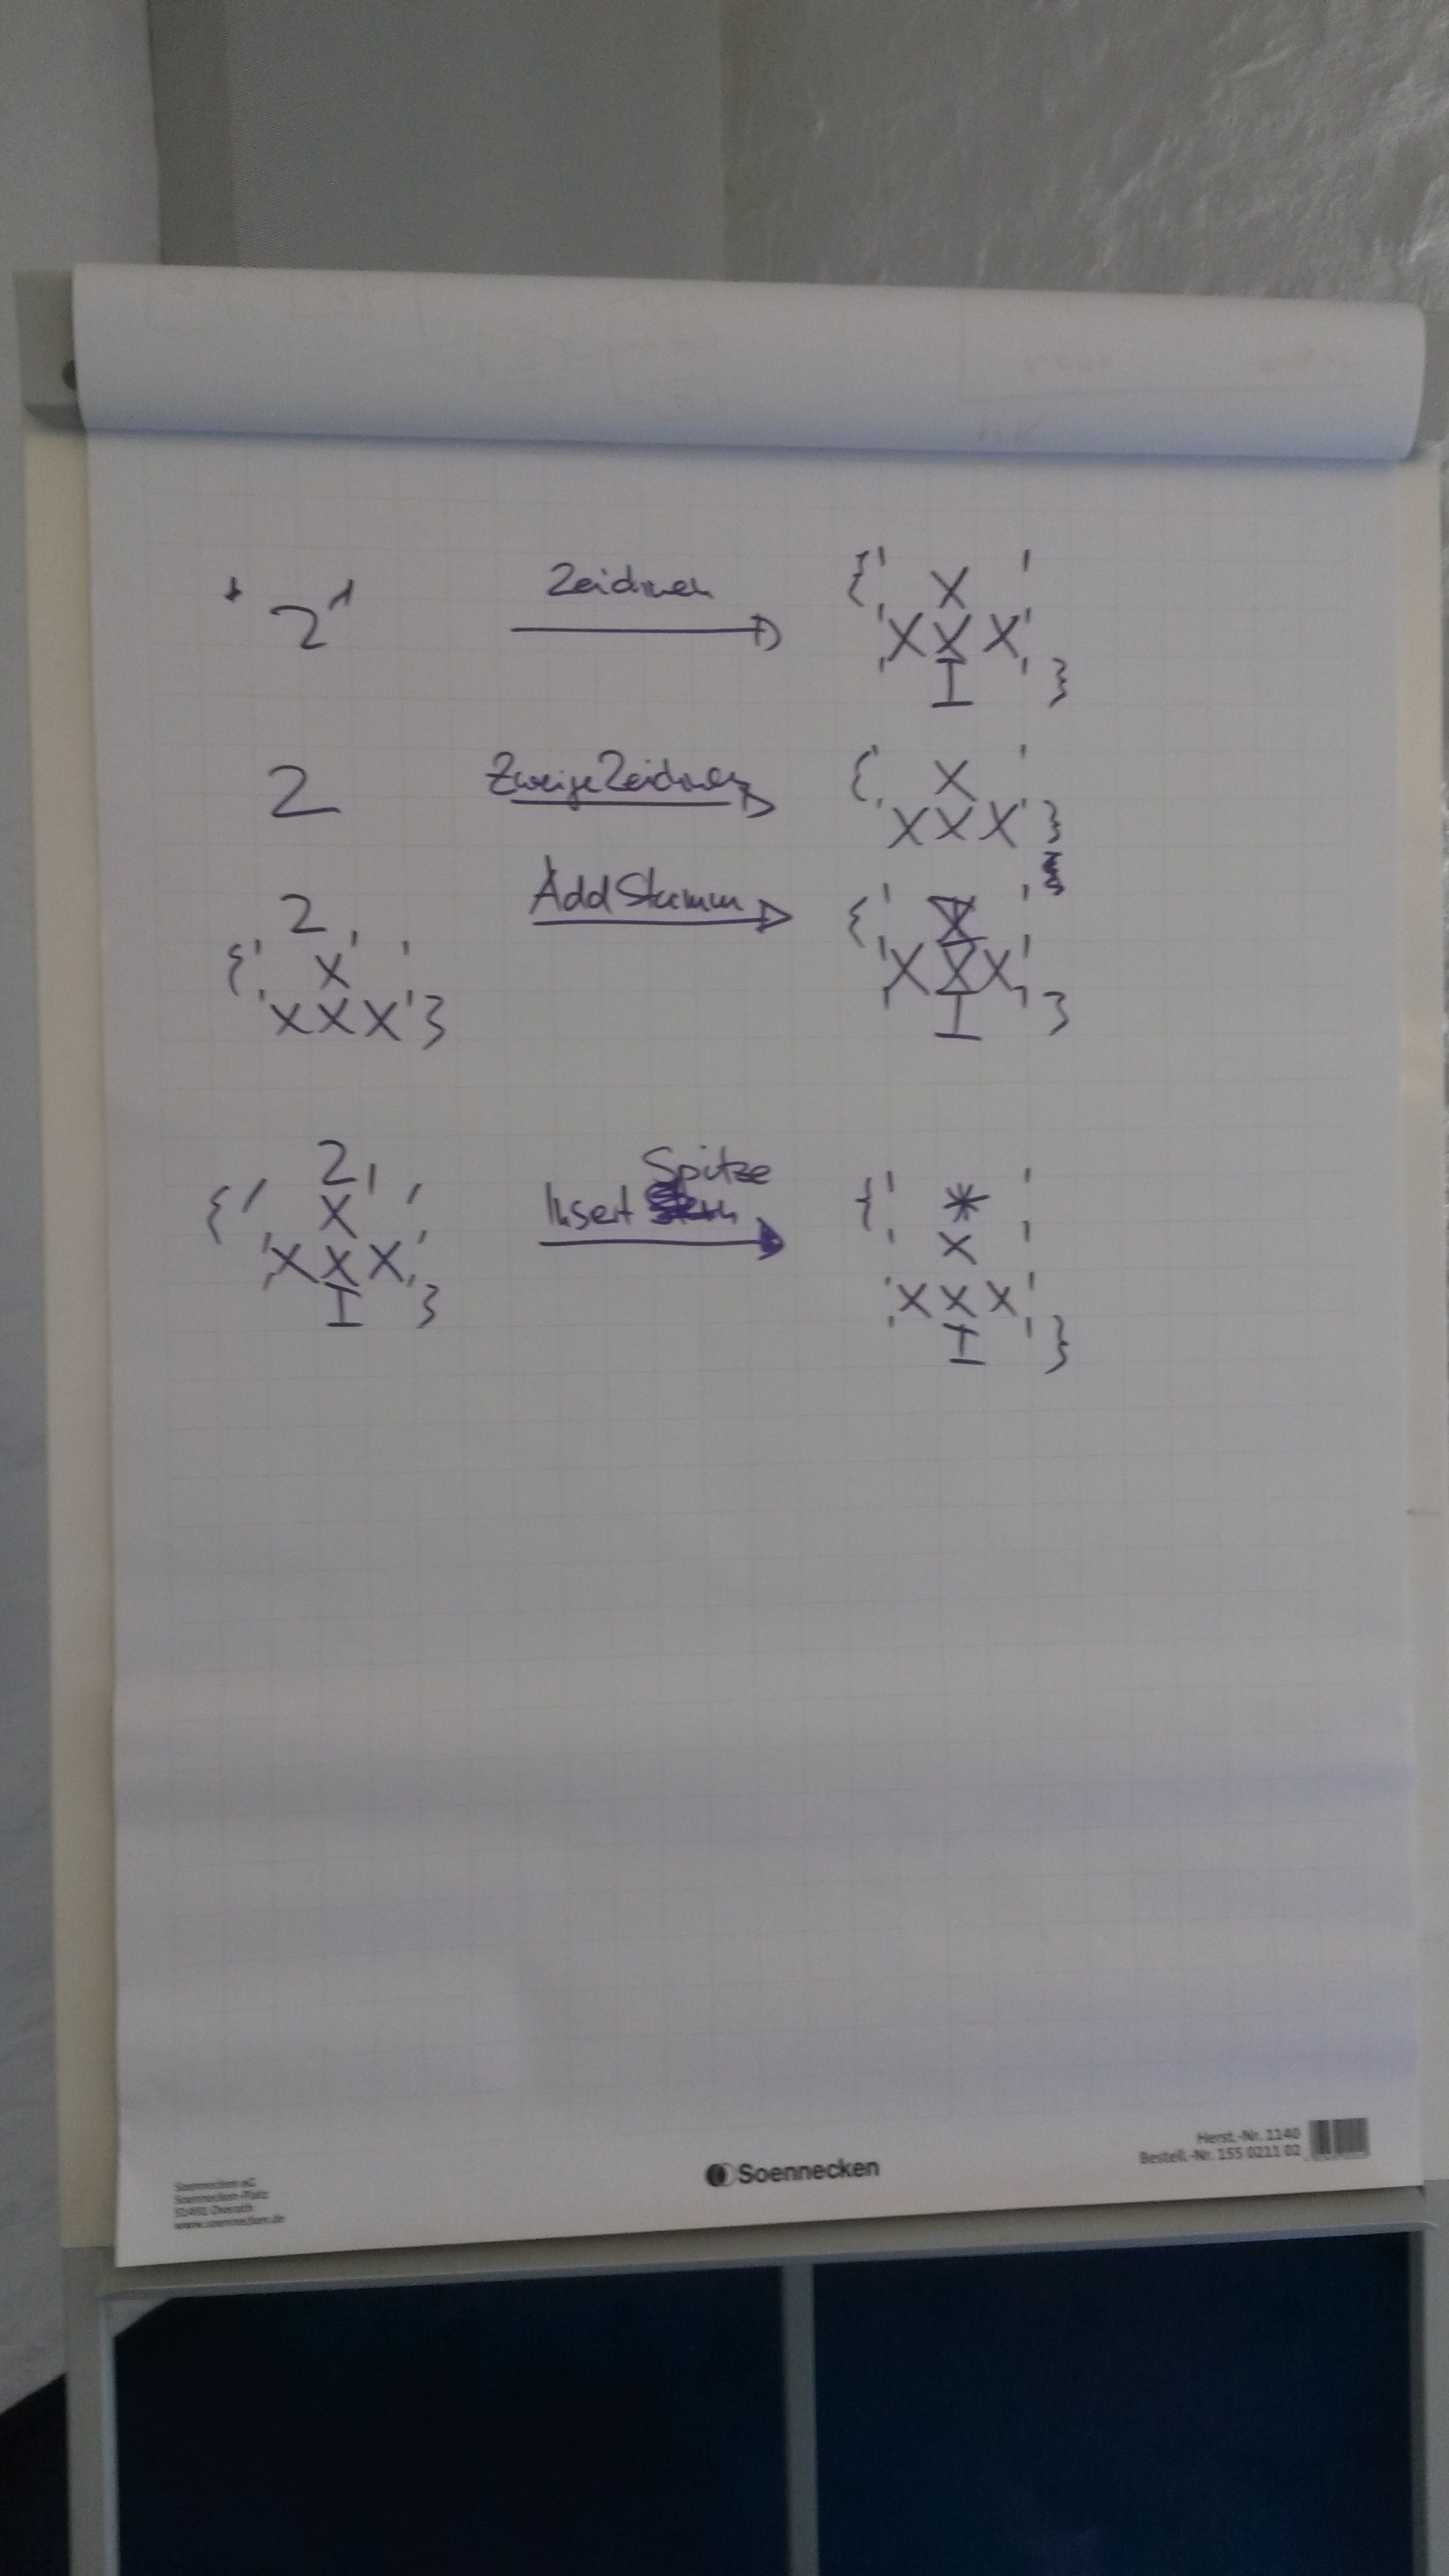 '2' Zeichnen {' X '
'XXX'
' I ' }
2 ZweigeZeichnen {' X '
'XXX'}
2, AddStamm {' X '
{' X ' 'XXX'
'XXX'} ' I ' }
2, Insert Spitze {' * '
{' X ' ' X '
'XXX' 'XXX'
' I ' } ' I ' }
Soennecken eG
Soennecken-Platz
51491 Overath
www.soennecken.de
Soennecken
Herst.-Nr. 1140
Bestell.-Nr. 155 0211 02